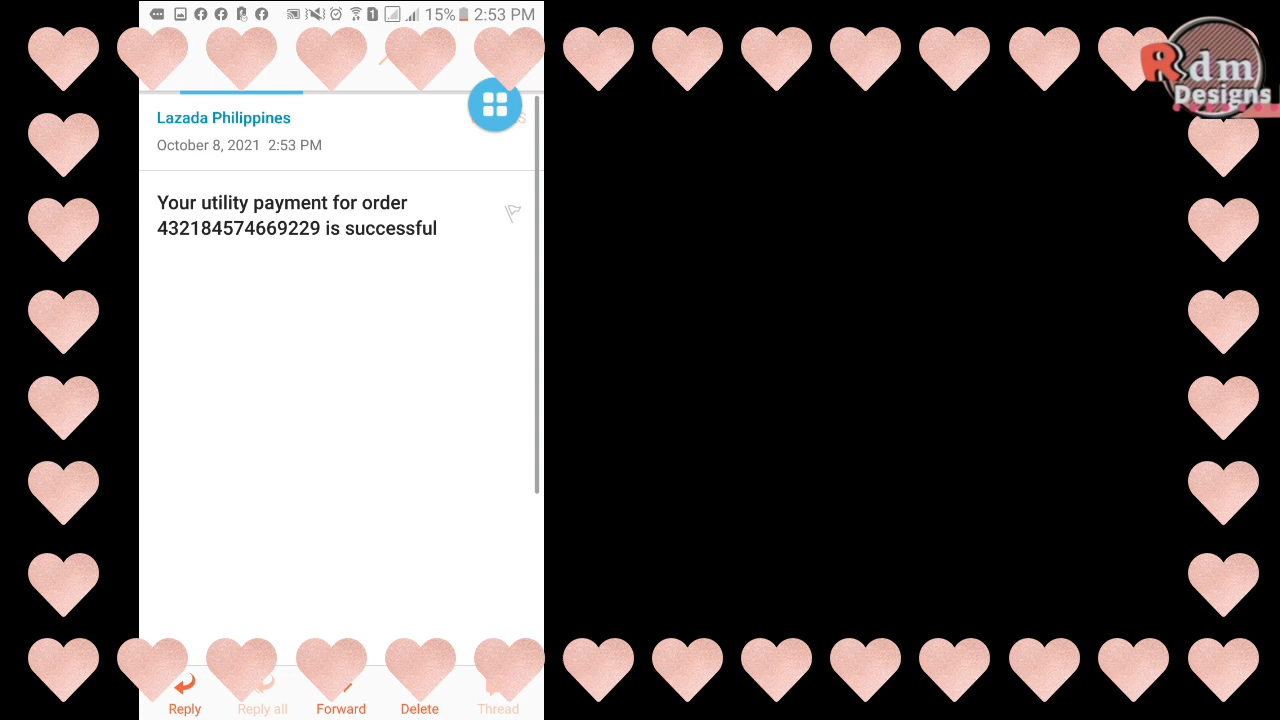 15% 2:53 PM
Rdm
Designs
Lazada Philippines
October 8, 2021 2:53 PM
Your utility payment for order
432184574669229 is successful
Reply
Reply all
Forward
Delete
Thread